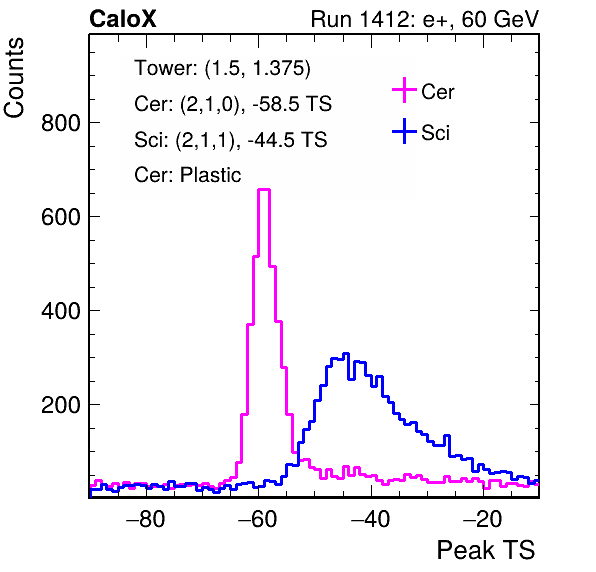 CaloX Run 1412: e+, 60 GeV
Counts
Tower: (1.5, 1.375)
Cer: (2,1,0), -58.5 TS
Sci: (2,1,1), -44.5 TS
Cer: Plastic
Cer
Sci
800
600
400
200
−80 −60 −40 −20
Peak TS